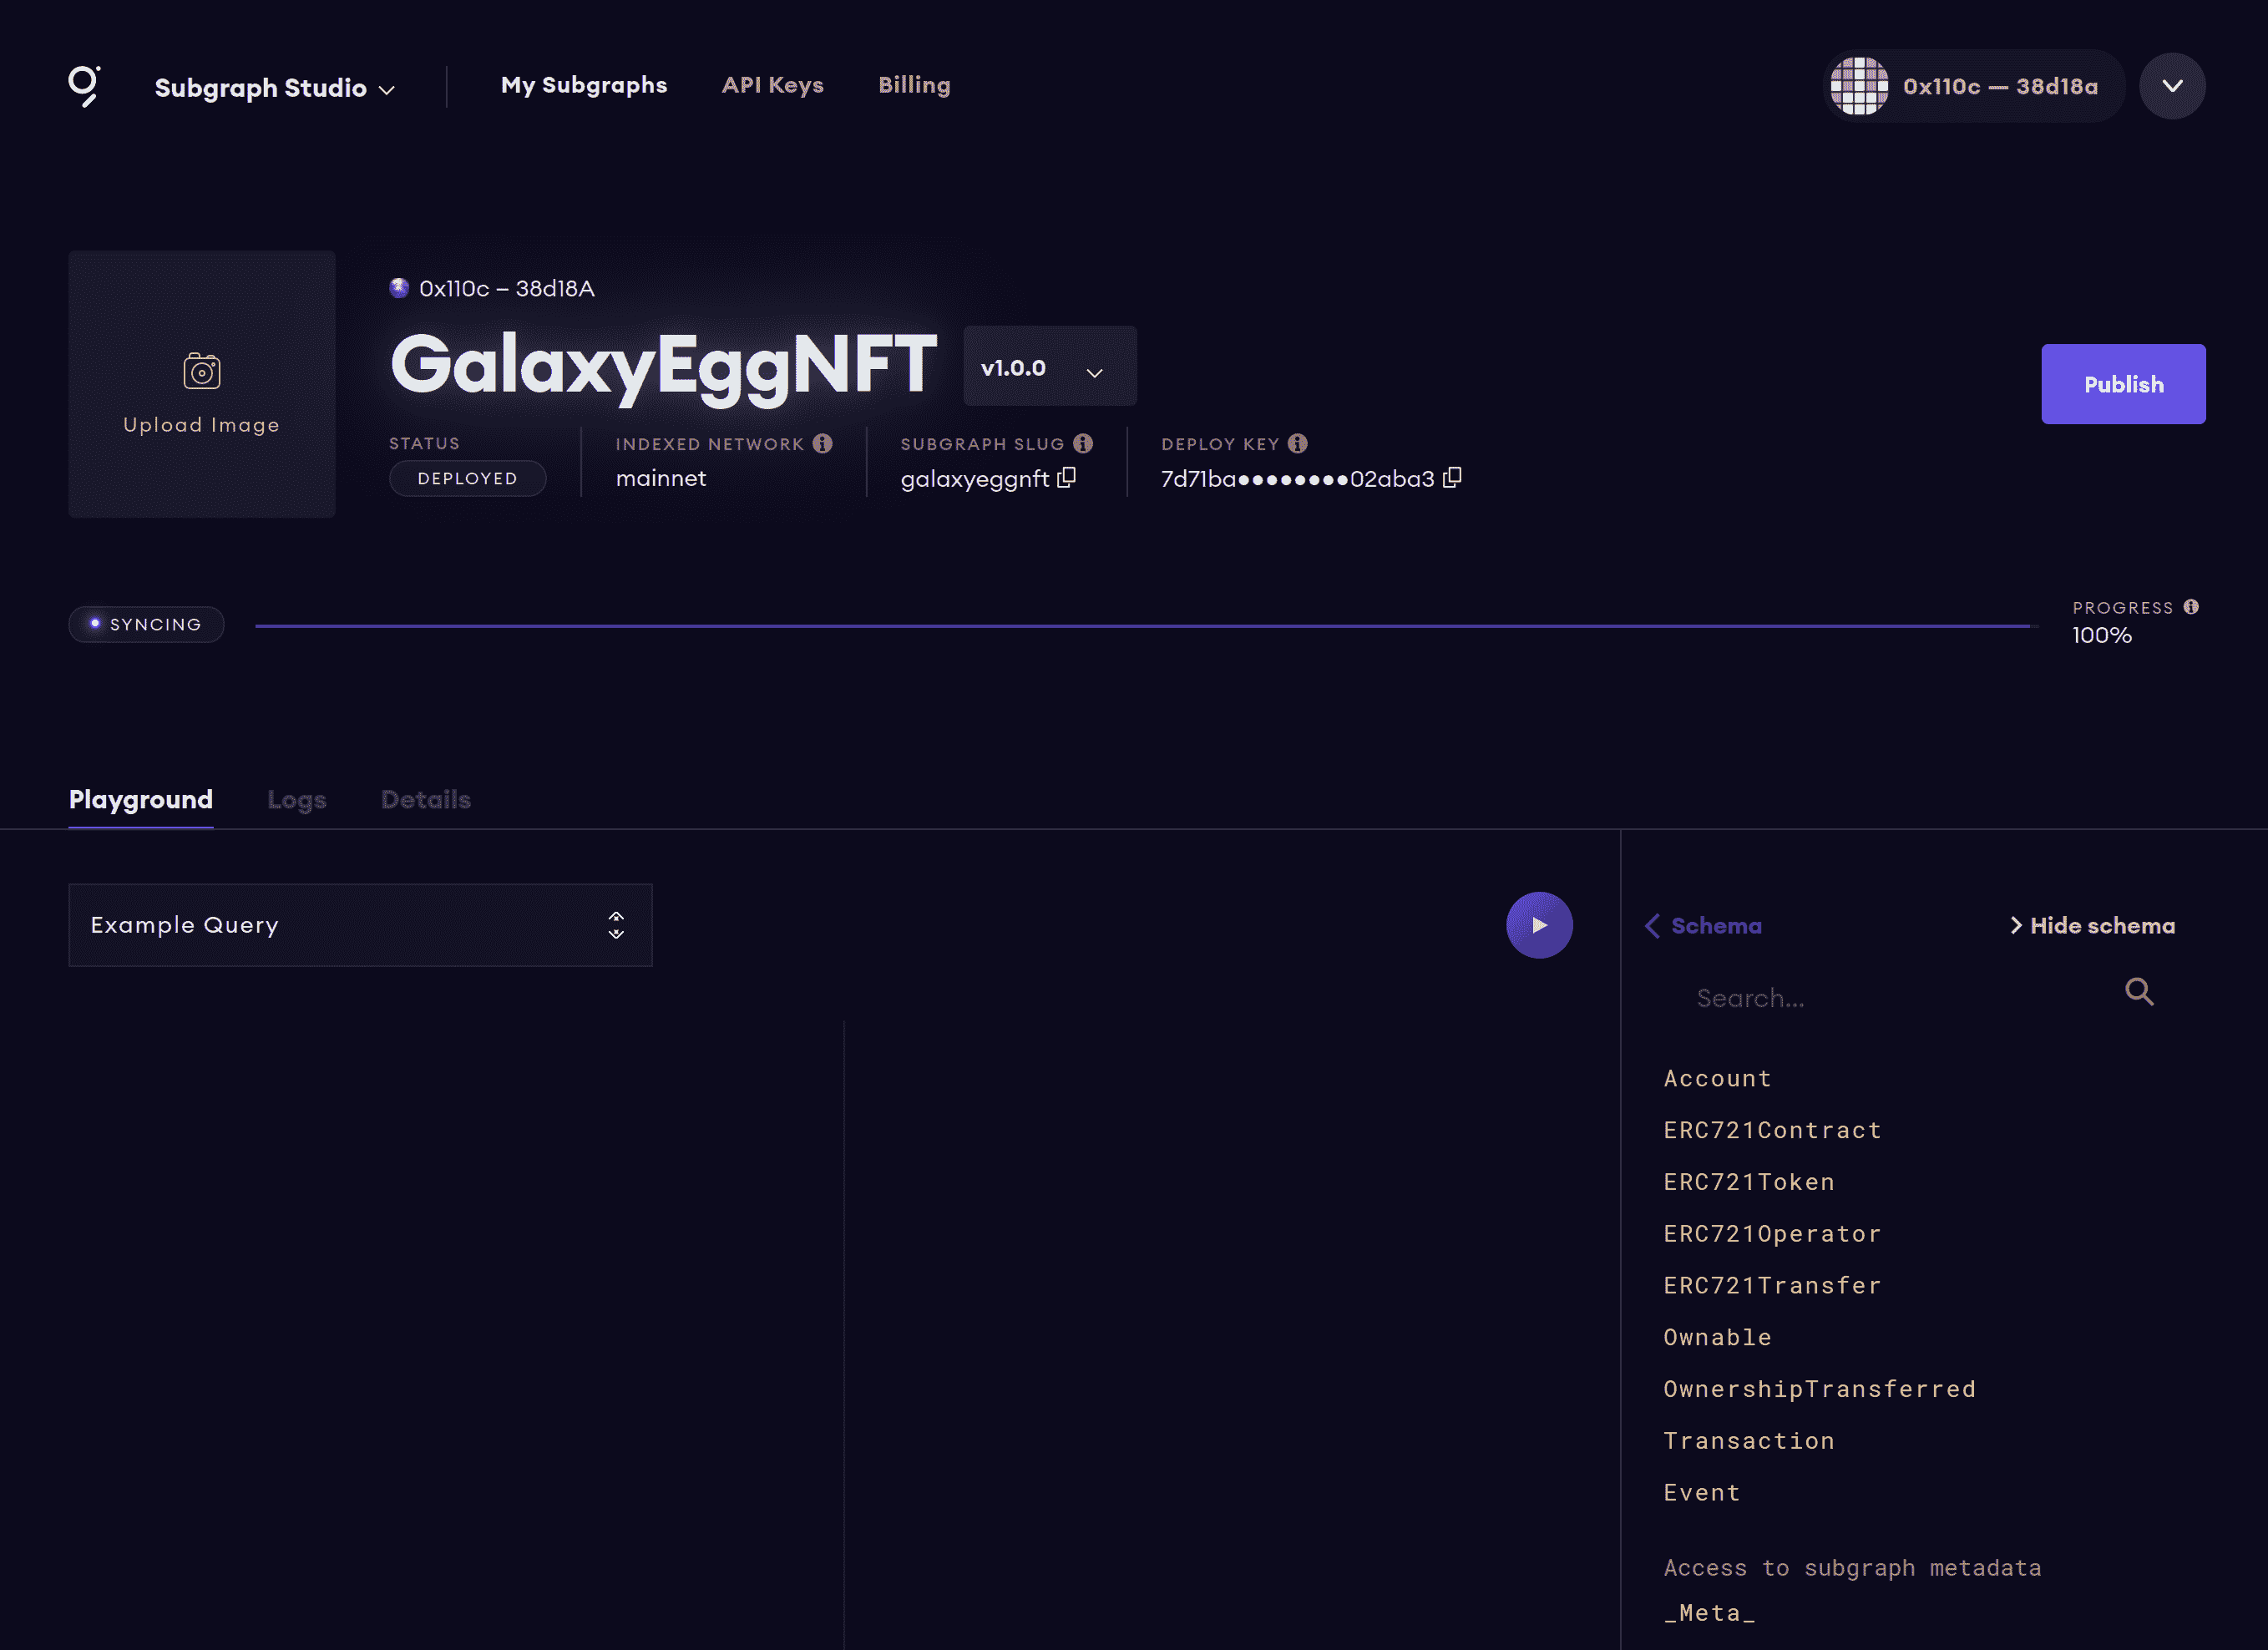 Subgraph Studio My Subgraphs API Keys Billing 0x110c — 38d18a
0x110c – 38d18A
GalaxyEggNFT v1.0.0
Publish
Upload Image
STATUS INDEXED NETWORK SUBGRAPH SLUG DEPLOY KEY
DEPLOYED mainnet galaxyeggnft 7d71ba●●●●●●●●02aba3
SYNCING PROGRESS
100%
Playground Logs Details
Example Query
Schema Hide schema
Search...
Account
ERC721Contract
ERC721Token
ERC721Operator
ERC721Transfer
Ownable
OwnershipTransferred
Transaction
Event
Access to subgraph metadata
_Meta_